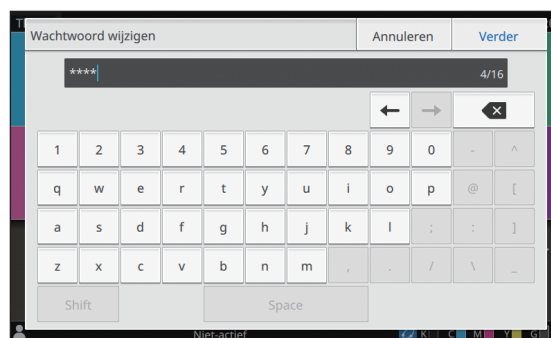 Wachtwoord wijzigen Annuleren Verder
**** 4/16
← →
1 2 3 4 5 6 7 8 9 0 - ^
q w e r t y u i o p @ [
a s d f g h j k l ; : ]
z x c v b n m , . / \ _
Shift Space
Niet-actief K C M Y G